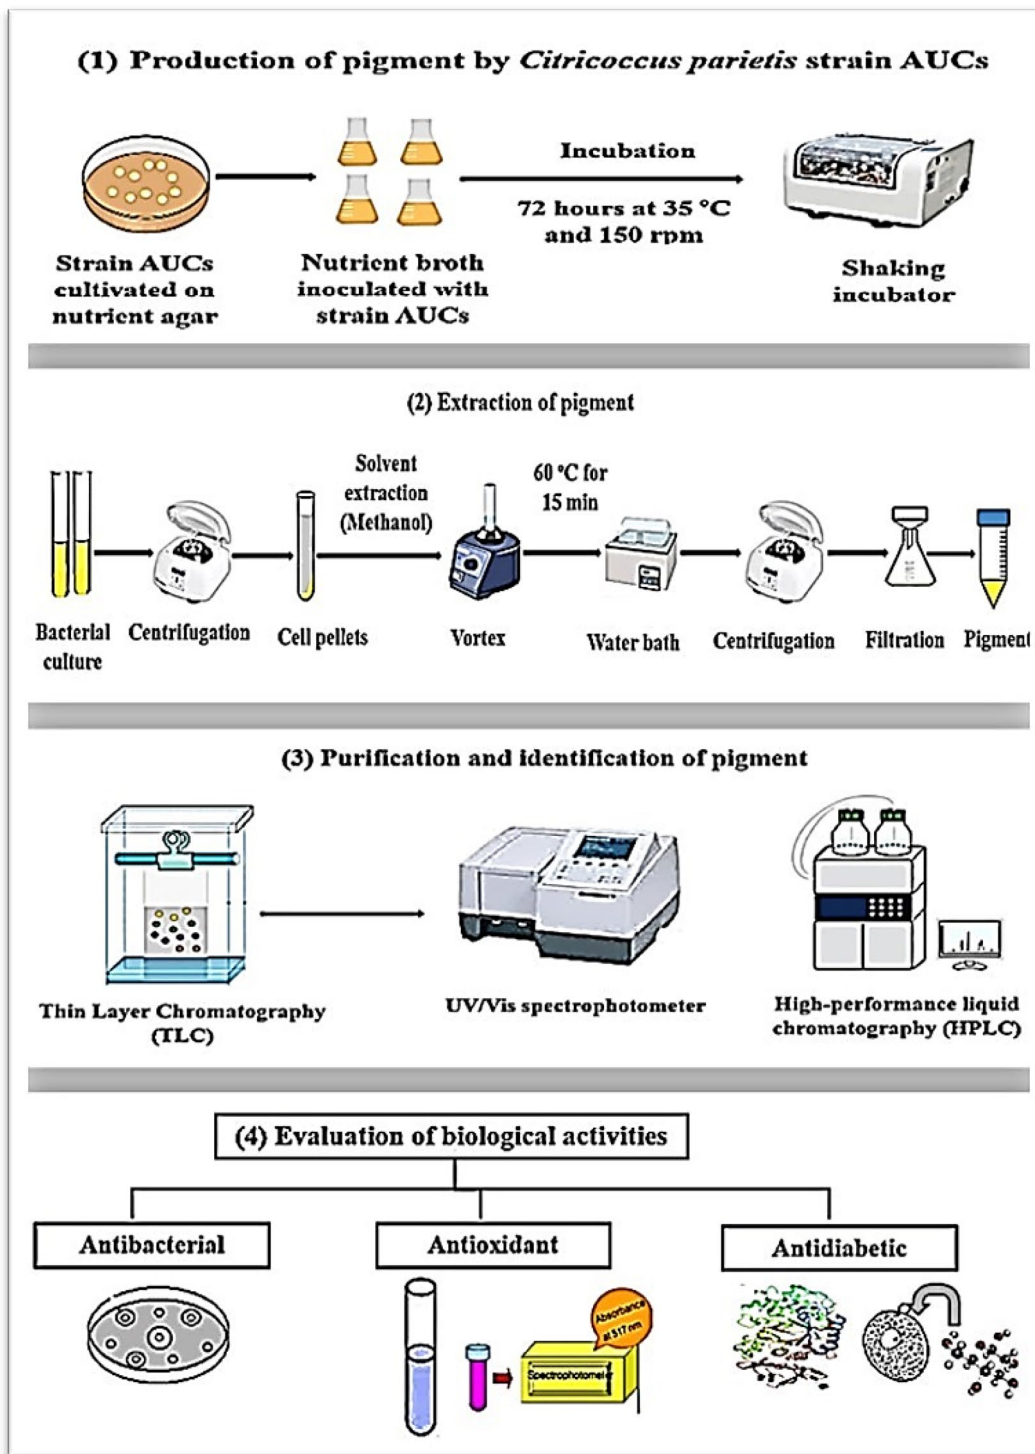 (1) Production of pigment by Citricoccus parietis strain AUCs
Incubation
72 hours at 35 °C
and 150 rpm
Strain AUCs
cultivated on
nutrient agar
Nutrient broth
inoculated with
strain AUCs
Shaking
incubator
(2) Extraction of pigment
Solvent
extraction
(Methanol)
60 °C for
15 min
Bacterial
culture
Centrifugation
Cell pellets
Vortex
Water bath
Centrifugation
Filtration
Pigment
(3) Purification and identification of pigment
Thin Layer Chromatography
(TLC)
UV/Vis spectrophotometer
High-performance liquid
chromatography (HPLC)
(4) Evaluation of biological activities
Antibacterial
Antioxidant
Antidiabetic
Absorbance
at 517 nm
Spectrophotometer